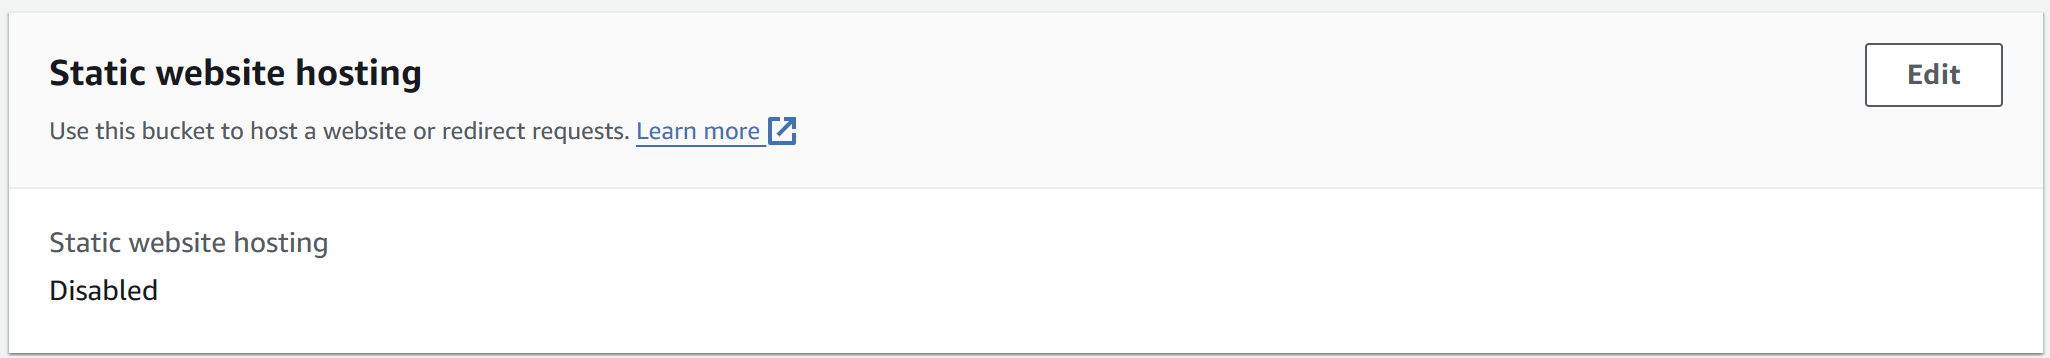 Static website hosting
Edit
Use this bucket to host a website or redirect requests. Learn more
Static website hosting
Disabled